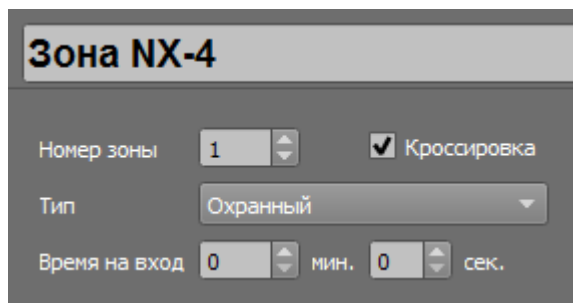 Зона NX-4
Номер зоны 1 Кроссировка
Тип Охранный
Время на вход 0 мин. 0 сек.